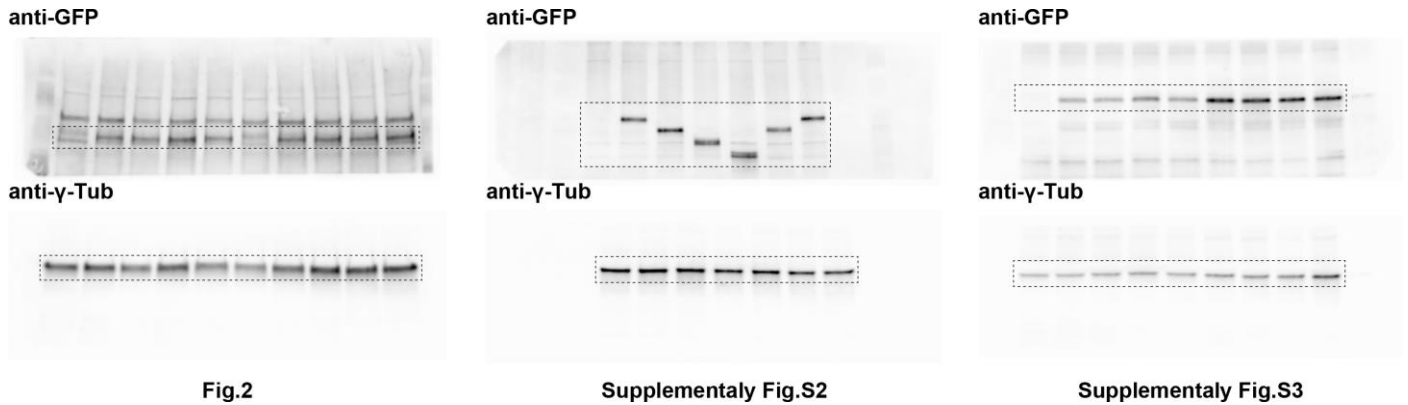 anti-GFP
anti-γ-Tub
Fig.2
anti-GFP
anti-γ-Tub
Supplementaly Fig.S2
anti-GFP
anti-γ-Tub
Supplementaly Fig.S3